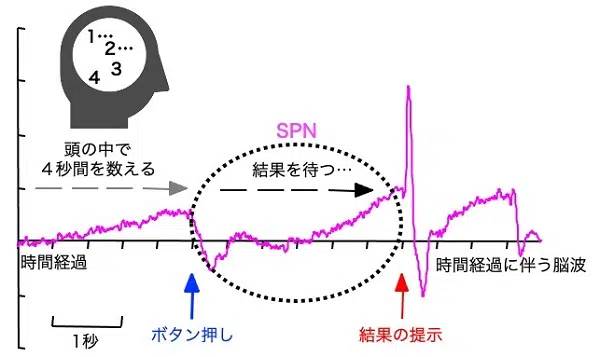 1…
2…
3
4
頭の中で
４秒間を数える
SPN
結果を待つ…
時間経過
時間経過に伴う脳波
1秒
ボタン押し
結果の提示